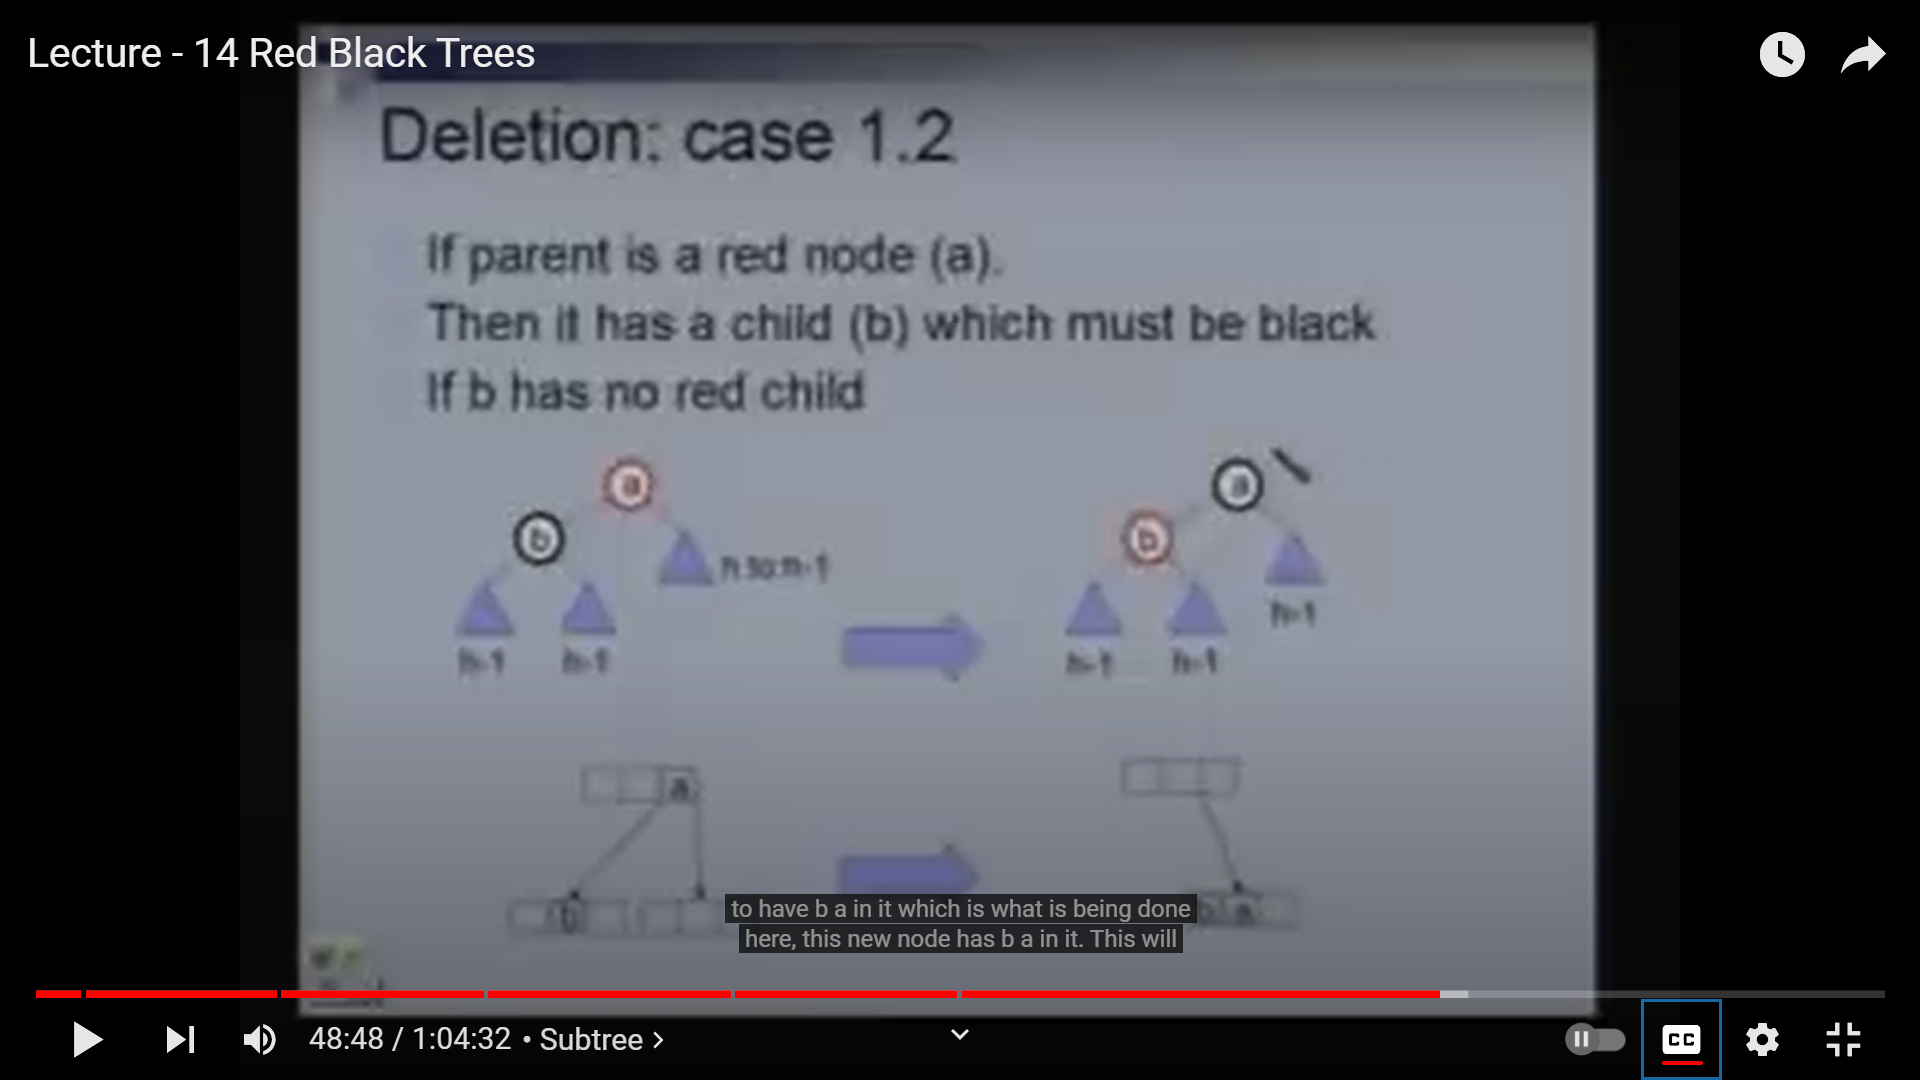 Lecture - 14 Red Black Trees
Deletion: case 1.2
If parent is a red node (a).
Then it has a child (b) which must be black
If b has no red child
a
a
b
b
h to h-1
h-1
h-1 h-1
h-1 h-1
a
b
b a
to have b a in it which is what is being done
here, this new node has b a in it. This will
48:48 / 1:04:32 • Subtree >
CC